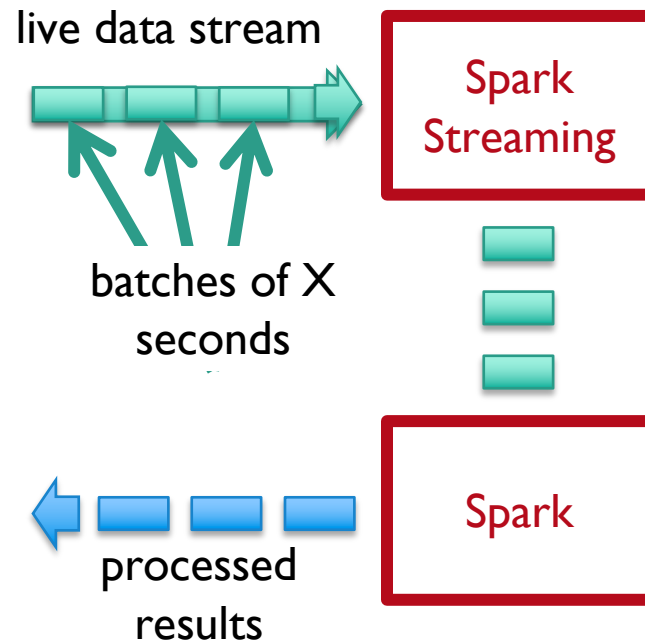 live data stream
Spark
Streaming
batches of X
seconds
Spark
processed
results